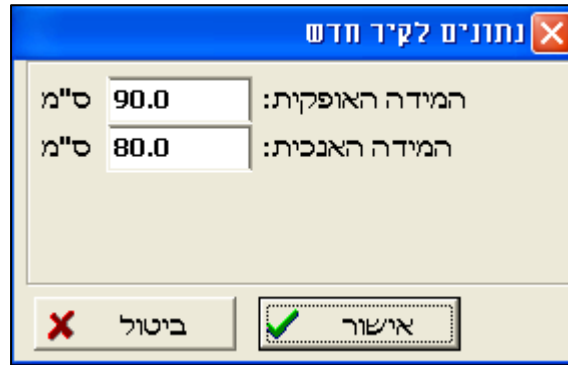 נתונים לקיר חדש
המידה האופקית: 90.0 ס"מ
המידה האנכית: 80.0 ס"מ
אישור ביטול